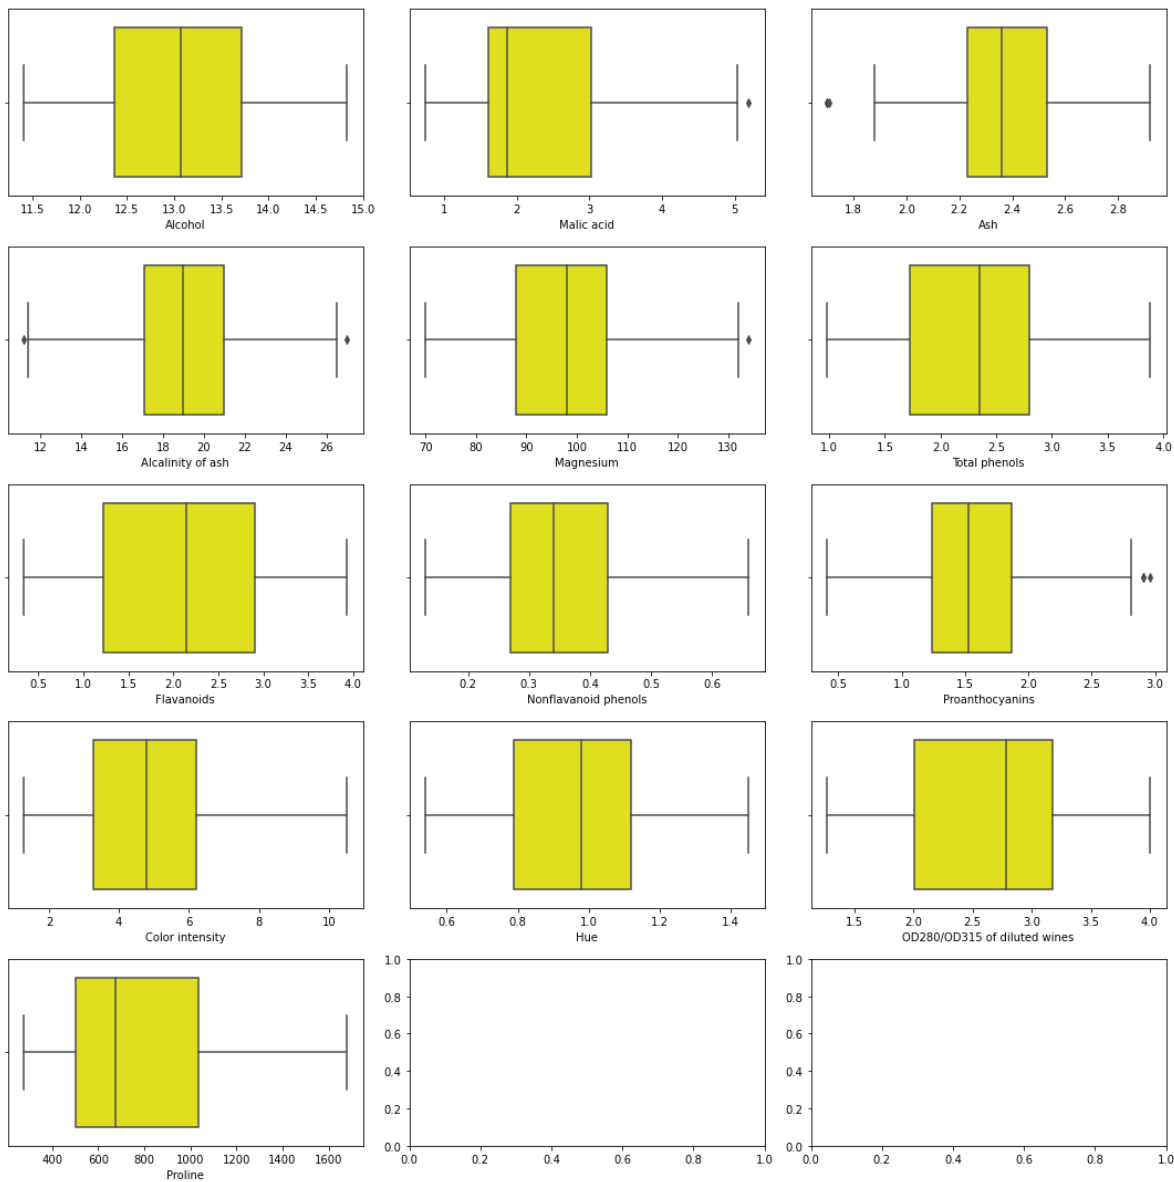 11.5 12.0 12.5 13.0 13.5 14.0 14.5 15.0
Alcohol
1 2 3 4 5
Malic acid
1.8 2.0 2.2 2.4 2.6 2.8
Ash
12 14 16 18 20 22 24 26
Alcalinity of ash
70 80 90 100 110 120 130
Magnesium
1.0 1.5 2.0 2.5 3.0 3.5 4.0
Total phenols
0.5 1.0 1.5 2.0 2.5 3.0 3.5 4.0
Flavanoids
0.2 0.3 0.4 0.5 0.6
Nonflavanoid phenols
0.5 1.0 1.5 2.0 2.5 3.0
Proanthocyanins
2 4 6 8 10
Color intensity
0.6 0.8 1.0 1.2 1.4
Hue
1.5 2.0 2.5 3.0 3.5 4.0
OD280/OD315 of diluted wines
400 600 800 1000 1200 1400 1600
Proline
1.0
0.8
0.6
0.4
0.2
0.0
0.0 0.2 0.4 0.6 0.8 1.0
1.0
0.8
0.6
0.4
0.2
0.0
0.0 0.2 0.4 0.6 0.8 1.0